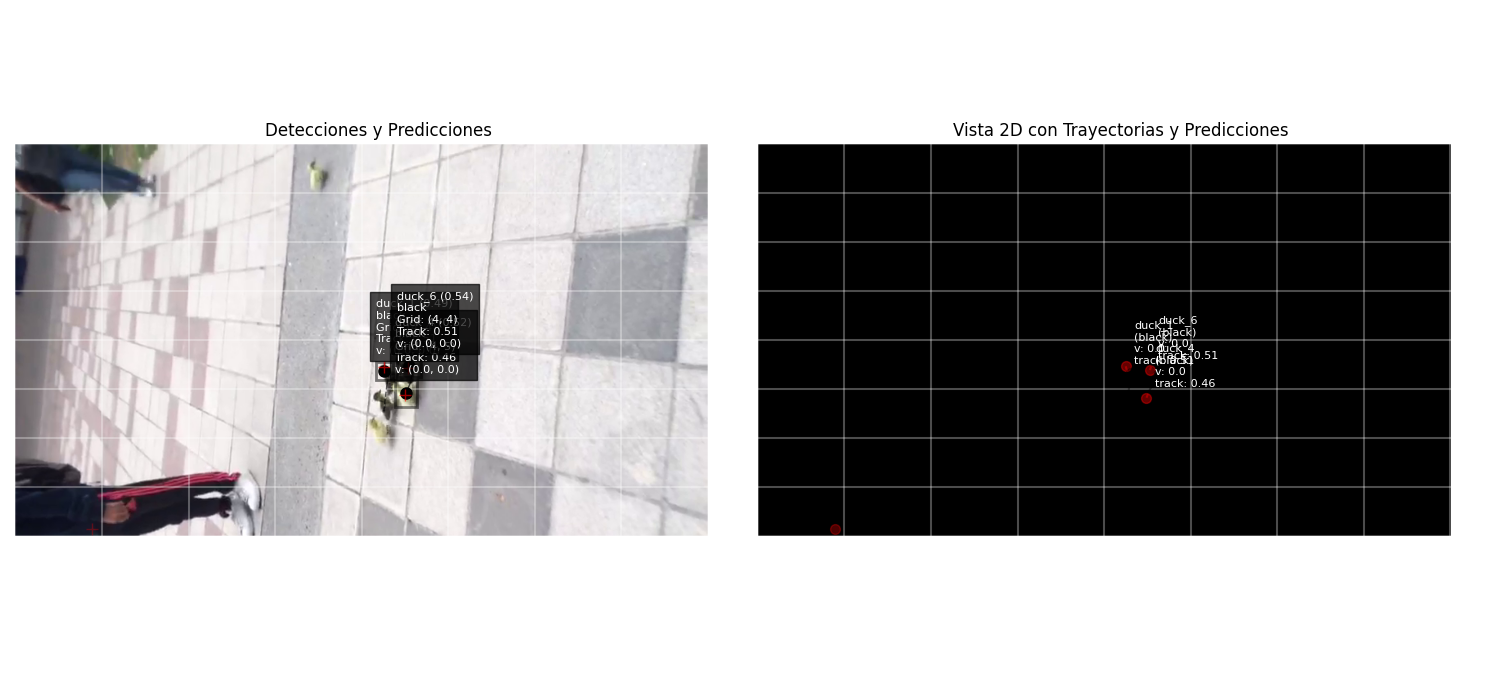 Detecciones y Predicciones
duck_6 (0.54)
black
Grid: (4, 4)
Track: 0.51
v: (0.0, 0.0)
Track: 0.46
v: (0.0, 0.0)
v:
Vista 2D con Trayectorias y Predicciones
duck_6
(black)
duck_4
track: 0.51
v: 0.0
track: 0.46